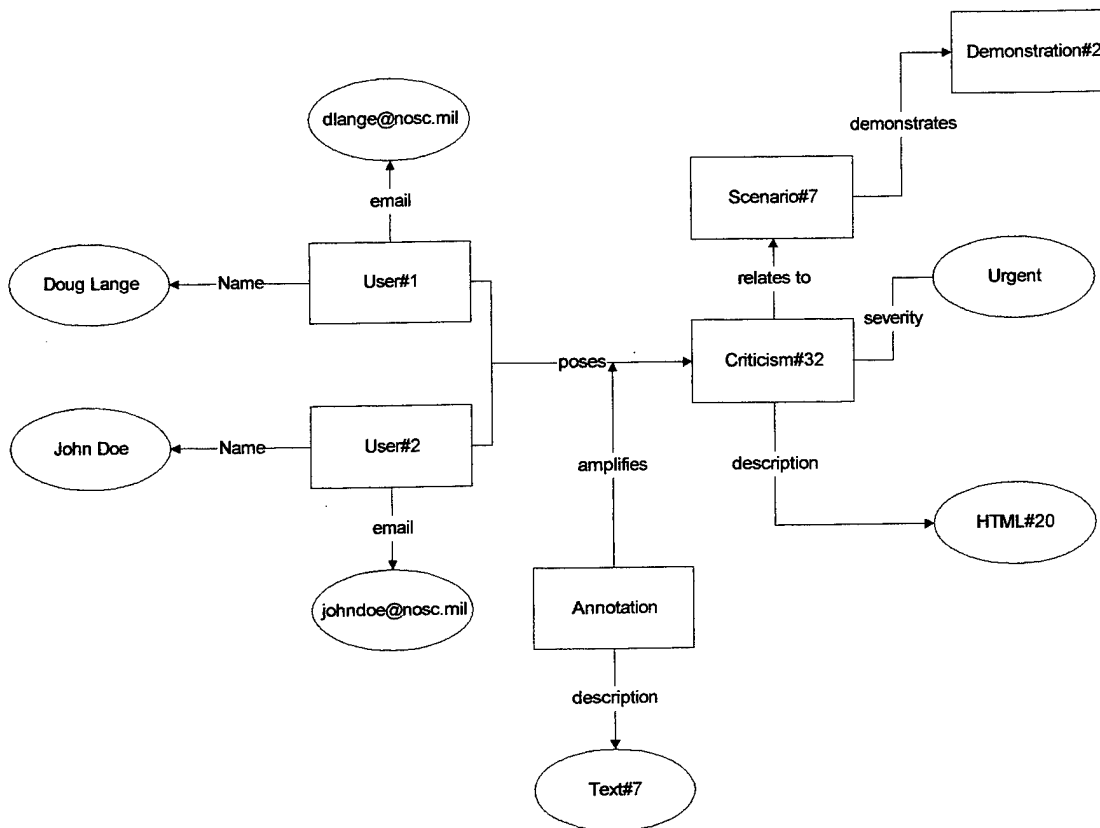 Demonstration#2
dlange@nosc.mil
demonstrates
Scenario#7
email
Doug Lange
Name
User#1
relates to
Urgent
severity
poses
Criticism#32
John Doe
Name
User#2
amplifies
description
email
HTML#20
johndoe@nosc.mil
Annotation
description
Text#7